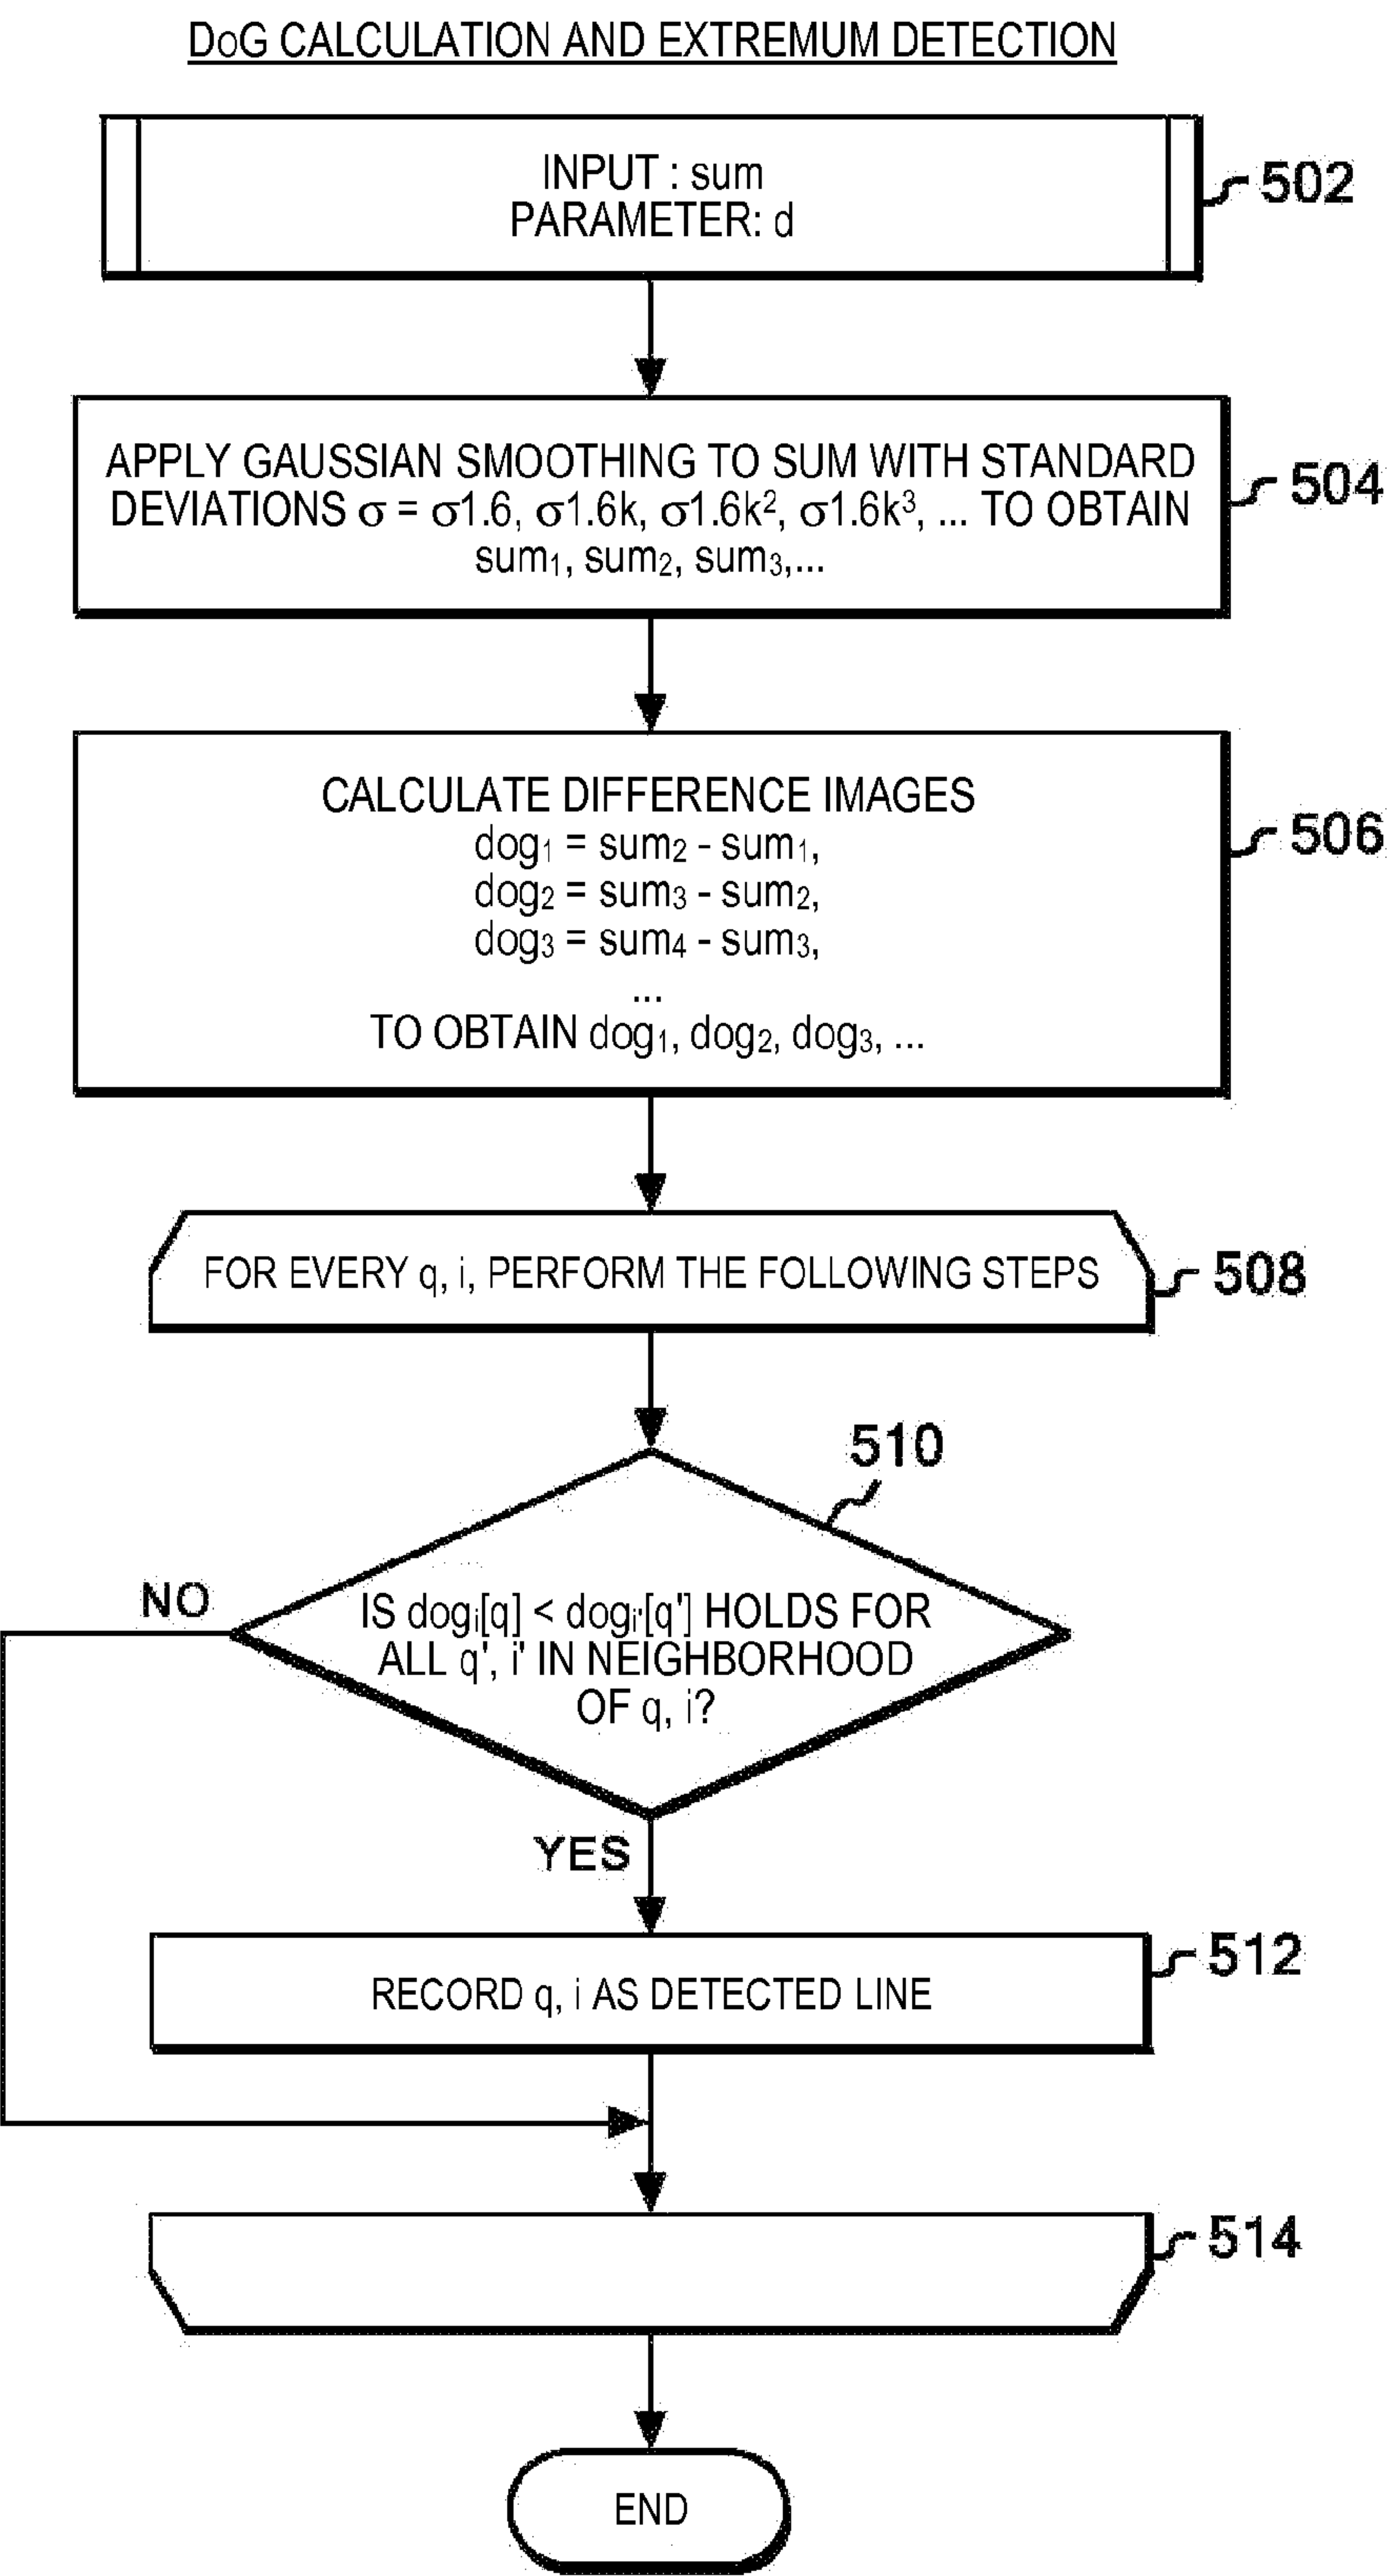 DoG CALCULATION AND EXTREMUM DETECTION
INPUT : sum
PARAMETER: d
502
APPLY GAUSSIAN SMOOTHING TO SUM WITH STANDARD
DEVIATIONS σ = σ1.6, σ1.6k, σ1.6k², σ1.6k³, ... TO OBTAIN
sum₁, sum₂, sum₃,...
504
CALCULATE DIFFERENCE IMAGES
dog₁ = sum₂ - sum₁,
dog₂ = sum₃ - sum₂,
dog₃ = sum₄ - sum₃,
...
TO OBTAIN dog₁, dog₂, dog₃, ...
506
FOR EVERY q, i, PERFORM THE FOLLOWING STEPS
508
510
NO
IS dogᵢ[q] < dogᵢ'[q'] HOLDS FOR
ALL q', i' IN NEIGHBORHOOD
OF q, i?
YES
RECORD q, i AS DETECTED LINE
512
514
END